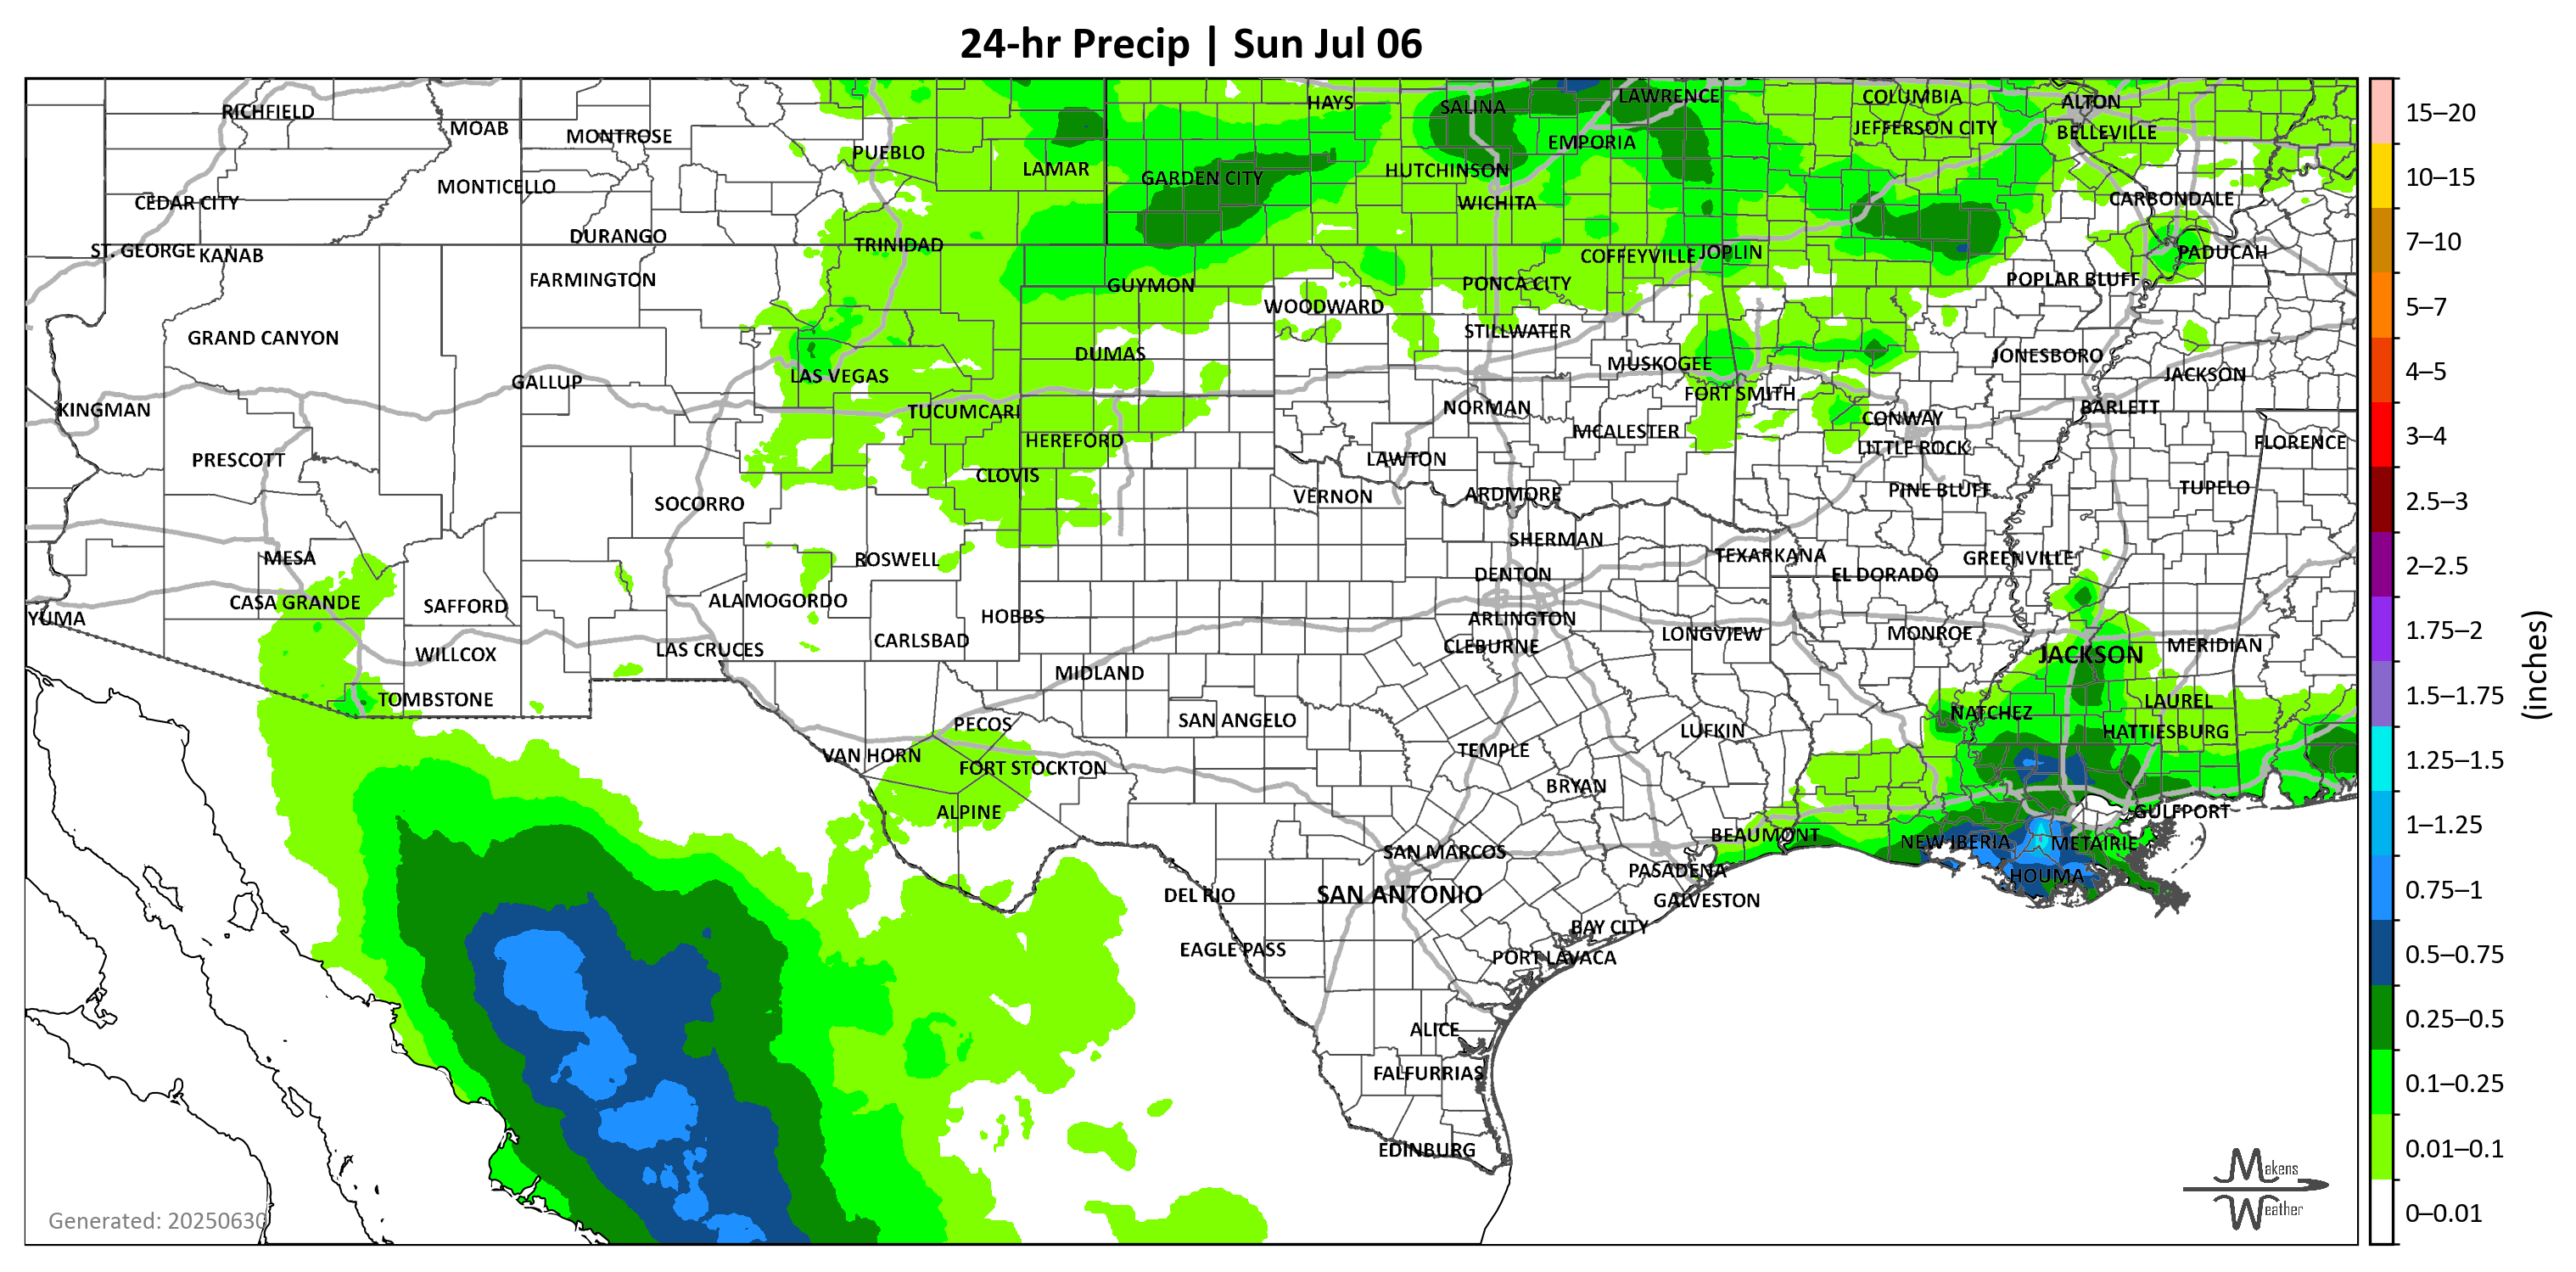 24-hr Precip | Sun Jul 06
RICHFIELD
MOAB
MONTROSE
PUEBLO
LAMAR
HAYS
SALINA
LAWRENCE
COLUMBIA
ALTON
JEFFERSON CITY
BELLEVILLE
EMPORIA
HUTCHINSON
GARDEN CITY
MONTICELLO
CEDAR CITY
WICHITA
CARBONDALE
DURANGO
TRINIDAD
ST. GEORGE
KANAB
COFFEYVILLE
JOPLIN
PADUCAH
FARMINGTON
GUYMON
PONCA CITY
POPLAR BLUFF
WOODWARD
GRAND CANYON
STILLWATER
DUMAS
MUSKOGEE
JONESBORO
GALLUP
LAS VEGAS
JACKSON
FORT SMITH
KINGMAN
TUCUMCARI
NORMAN
CONWAY
BARLETT
HEREFORD
MCALESTER
LITTLE ROCK
FLORENCE
PRESCOTT
LAWTON
CLOVIS
SOCORRO
VERNON
ARDMORE
PINE BLUFF
TUPELO
MESA
ROSWELL
SHERMAN
TEXARKANA
GREENVILLE
DENTON
EL DORADO
CASA GRANDE
SAFFORD
ALAMOGORDO
YUMA
HOBBS
ARLINGTON
CARLSBAD
LONGVIEW
MONROE
WILLCOX
LAS CRUCES
CLEBURNE
JACKSON
MERIDIAN
MIDLAND
TOMBSTONE
LAUREL
NATCHEZ
PECOS
SAN ANGELO
LUFKIN
HATTIESBURG
VAN HORN
TEMPLE
FORT STOCKTON
BRYAN
ALPINE
GULFPORT
BEAUMONT
NEW IBERIA
METAIRIE
SAN MARCOS
PASADENA
HOUMA
DEL RIO
SAN ANTONIO
GALVESTON
BAY CITY
EAGLE PASS
PORT LAVACA
ALICE
FALFURRIAS
EDINBURG
Generated: 20250630
Makens
Weather
15–20
10–15
7–10
5–7
4–5
3–4
2.5–3
2–2.5
1.75–2
1.5–1.75
1.25–1.5
1–1.25
0.75–1
0.5–0.75
0.25–0.5
0.1–0.25
0.01–0.1
0–0.01
(inches)